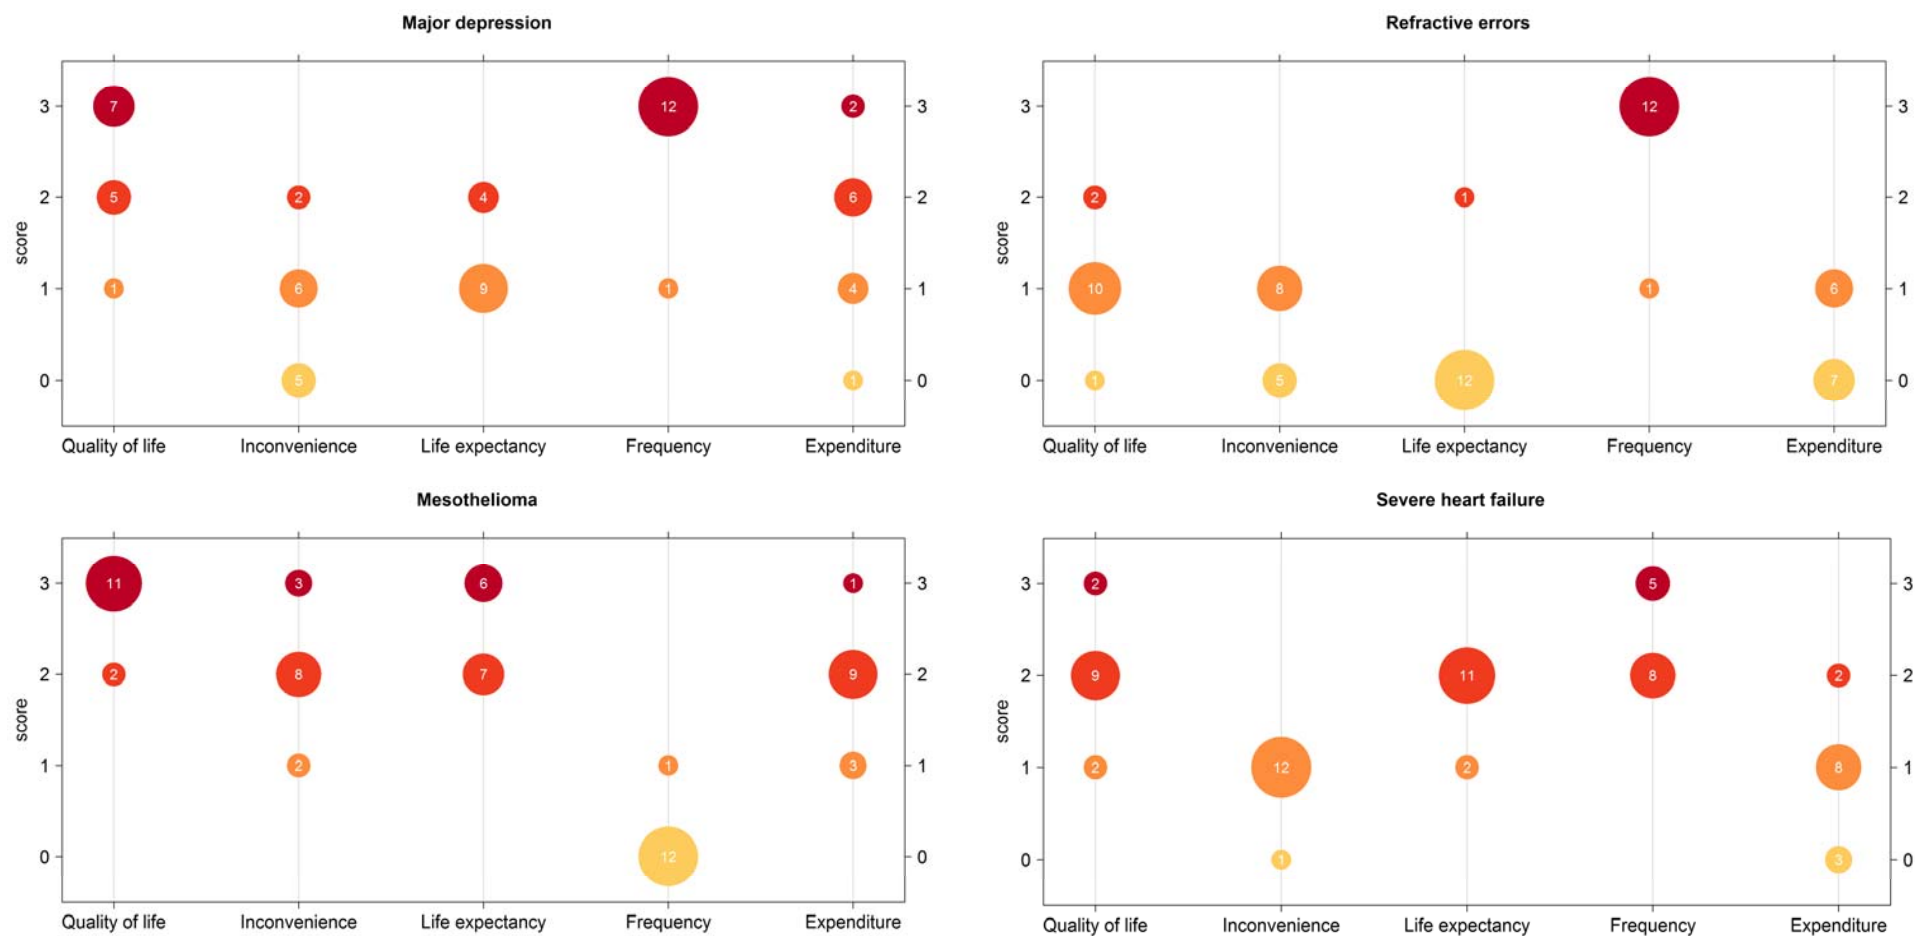 Major depression
3 7 12 2 3
2 5 2 4 6 2
score
1 1 6 9 1 4 1
0 5 1 0
Quality of life Inconvenience Life expectancy Frequency Expenditure
Refractive errors
3 12 3
2 2 1 2
score
1 10 8 1 6 1
0 1 5 12 7 0
Quality of life Inconvenience Life expectancy Frequency Expenditure
Mesothelioma
3 11 3 6 1 3
2 2 8 7 9 2
score
1 2 1 3 1
0 12 0
Quality of life Inconvenience Life expectancy Frequency Expenditure
Severe heart failure
3 2 5 3
2 9 11 8 2 2
score
1 2 12 2 8 1
0 1 3 0
Quality of life Inconvenience Life expectancy Frequency Expenditure